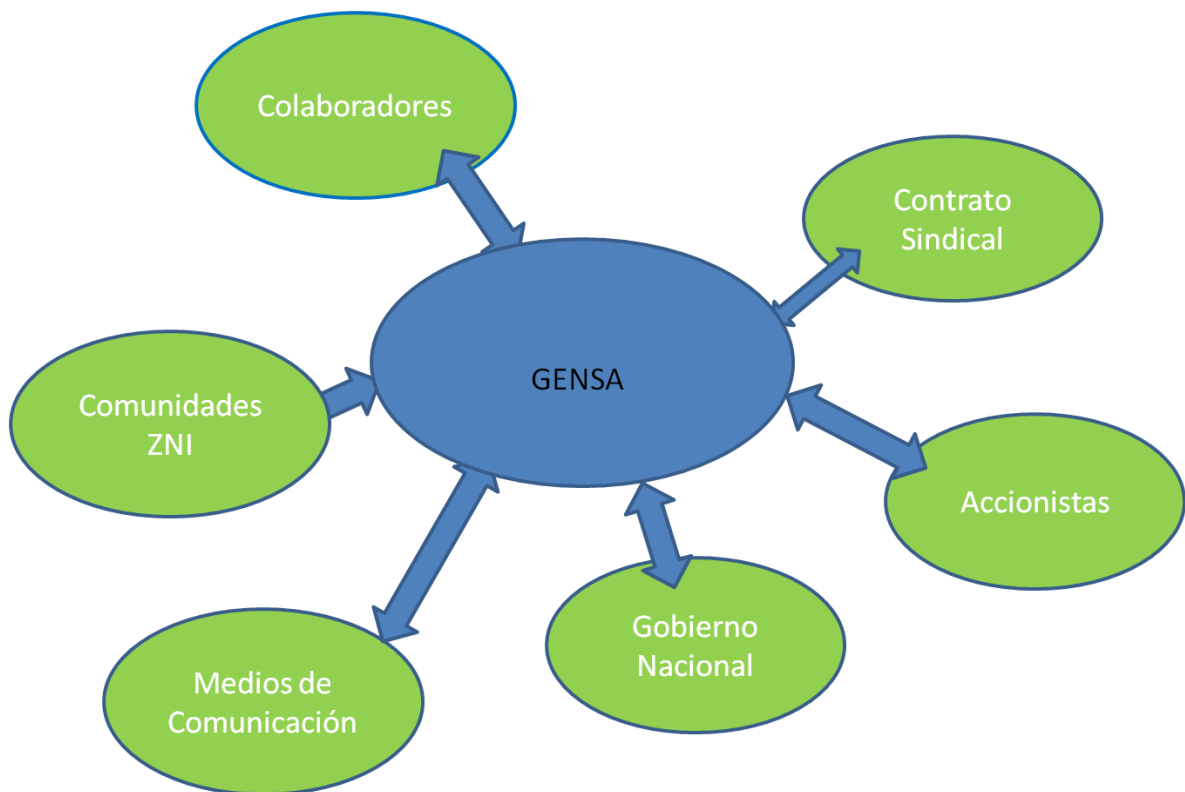 Colaboradores
Contrato
Sindical
GENSA
Comunidades
ZNI
Accionistas
Gobierno
Nacional
Medios de
Comunicación